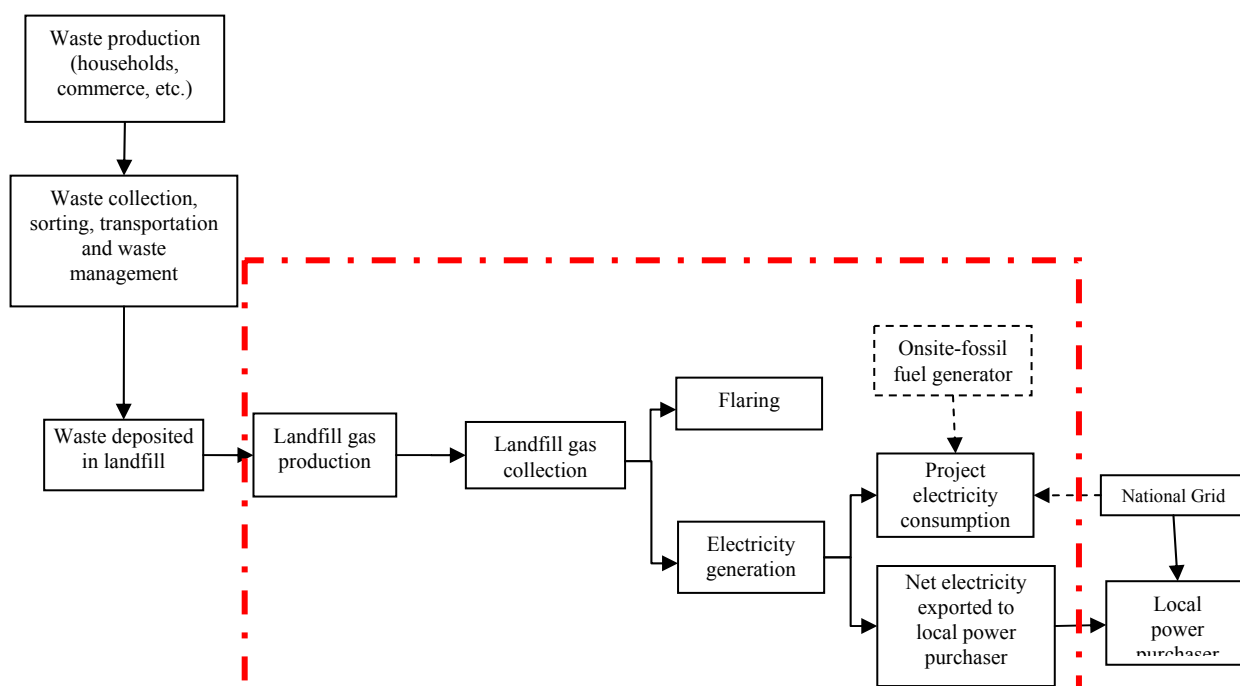 Waste production
(households,
commerce, etc.)
Waste collection,
sorting, transportation
and waste
management
Waste deposited
in landfill
Landfill gas
production
Landfill gas
collection
Flaring
Electricity
generation
Onsite-fossil
fuel generator
Project
electricity
consumption
Net electricity
exported to
local power
purchaser
National Grid
Local
power
purchaser